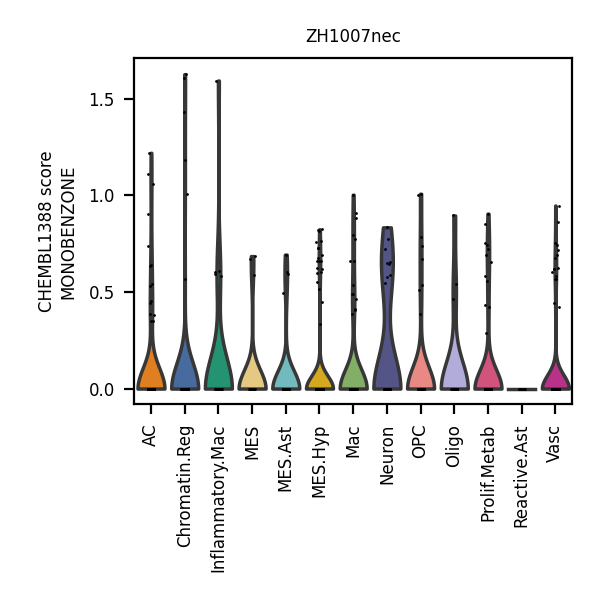 ZH1007nec
CHEMBL1388 score
MONOBENZONE
1.5
1.0
0.5
0.0
AC
Chromatin.Reg
Inflammatory.Mac
MES
MES.Ast
MES.Hyp
Mac
Neuron
OPC
Oligo
Prolif.Metab
Reactive.Ast
Vasc